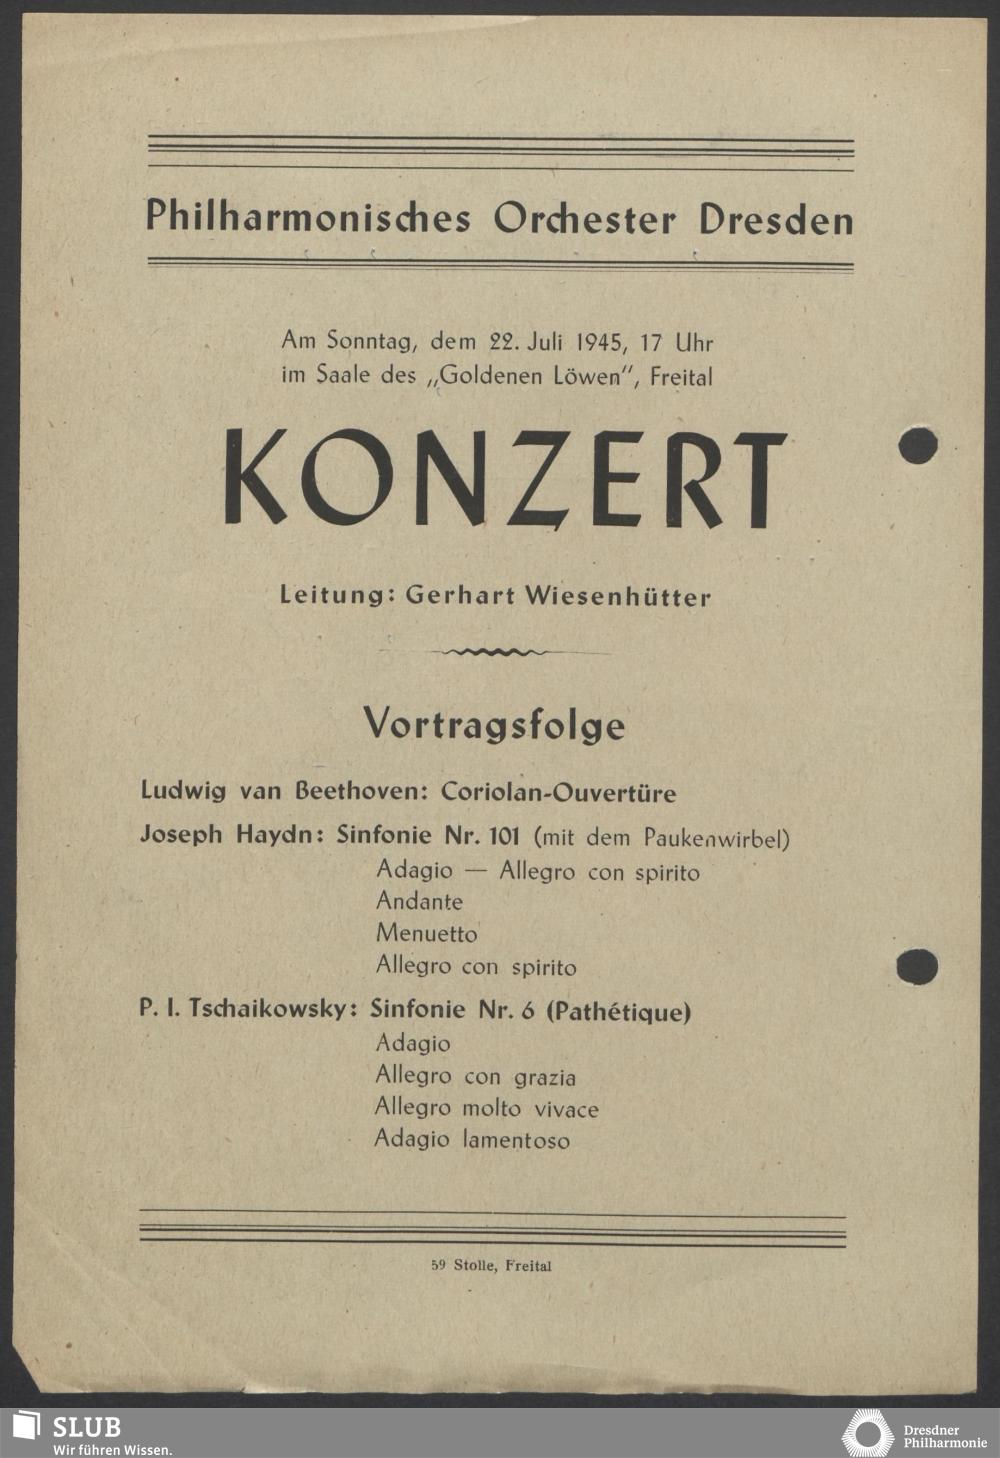 Philharmonisches Orchester Dresden
Am Sonntag, dem 22. Juli 1945, 17 Uhr
im Saale des „Goldenen Löwen“, Freital
KONZERT
Leitung: Gerhart Wiesenhütter
Vortragsfolge
Ludwig van Beethoven: Coriolan-Ouvertüre
Joseph Haydn: Sinfonie Nr. 101 (mit dem Paukenwirbel)
Adagio — Allegro con spirito
Andante
Menuetto
Allegro con spirito
P. I. Tschaikowsky: Sinfonie Nr. 6 (Pathétique)
Adagio
Allegro con grazia
Allegro molto vivace
Adagio lamentoso
59 Stolle, Freital
SLUB
Wir führen Wissen.
Dresdner
Philharmonie